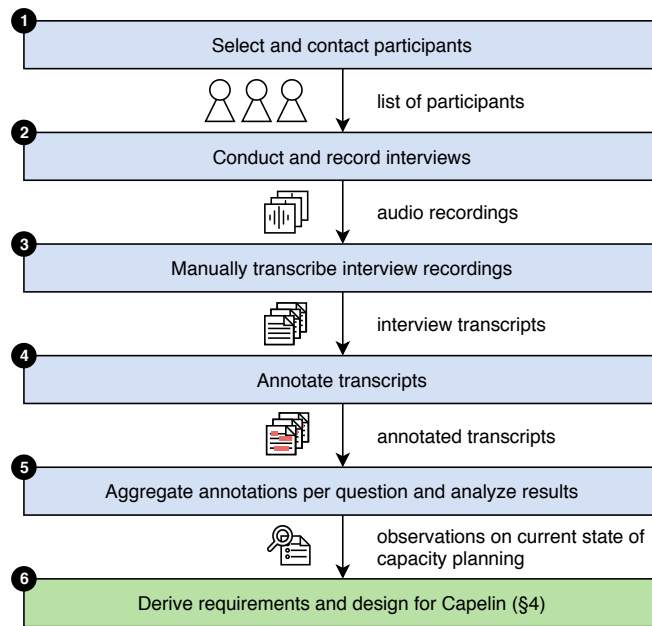 1
Select and contact participants
list of participants
2
Conduct and record interviews
audio recordings
3
Manually transcribe interview recordings
interview transcripts
4
Annotate transcripts
annotated transcripts
5
Aggregate annotations per question and analyze results
observations on current state of
capacity planning
6
Derive requirements and design for Capelin (§4)